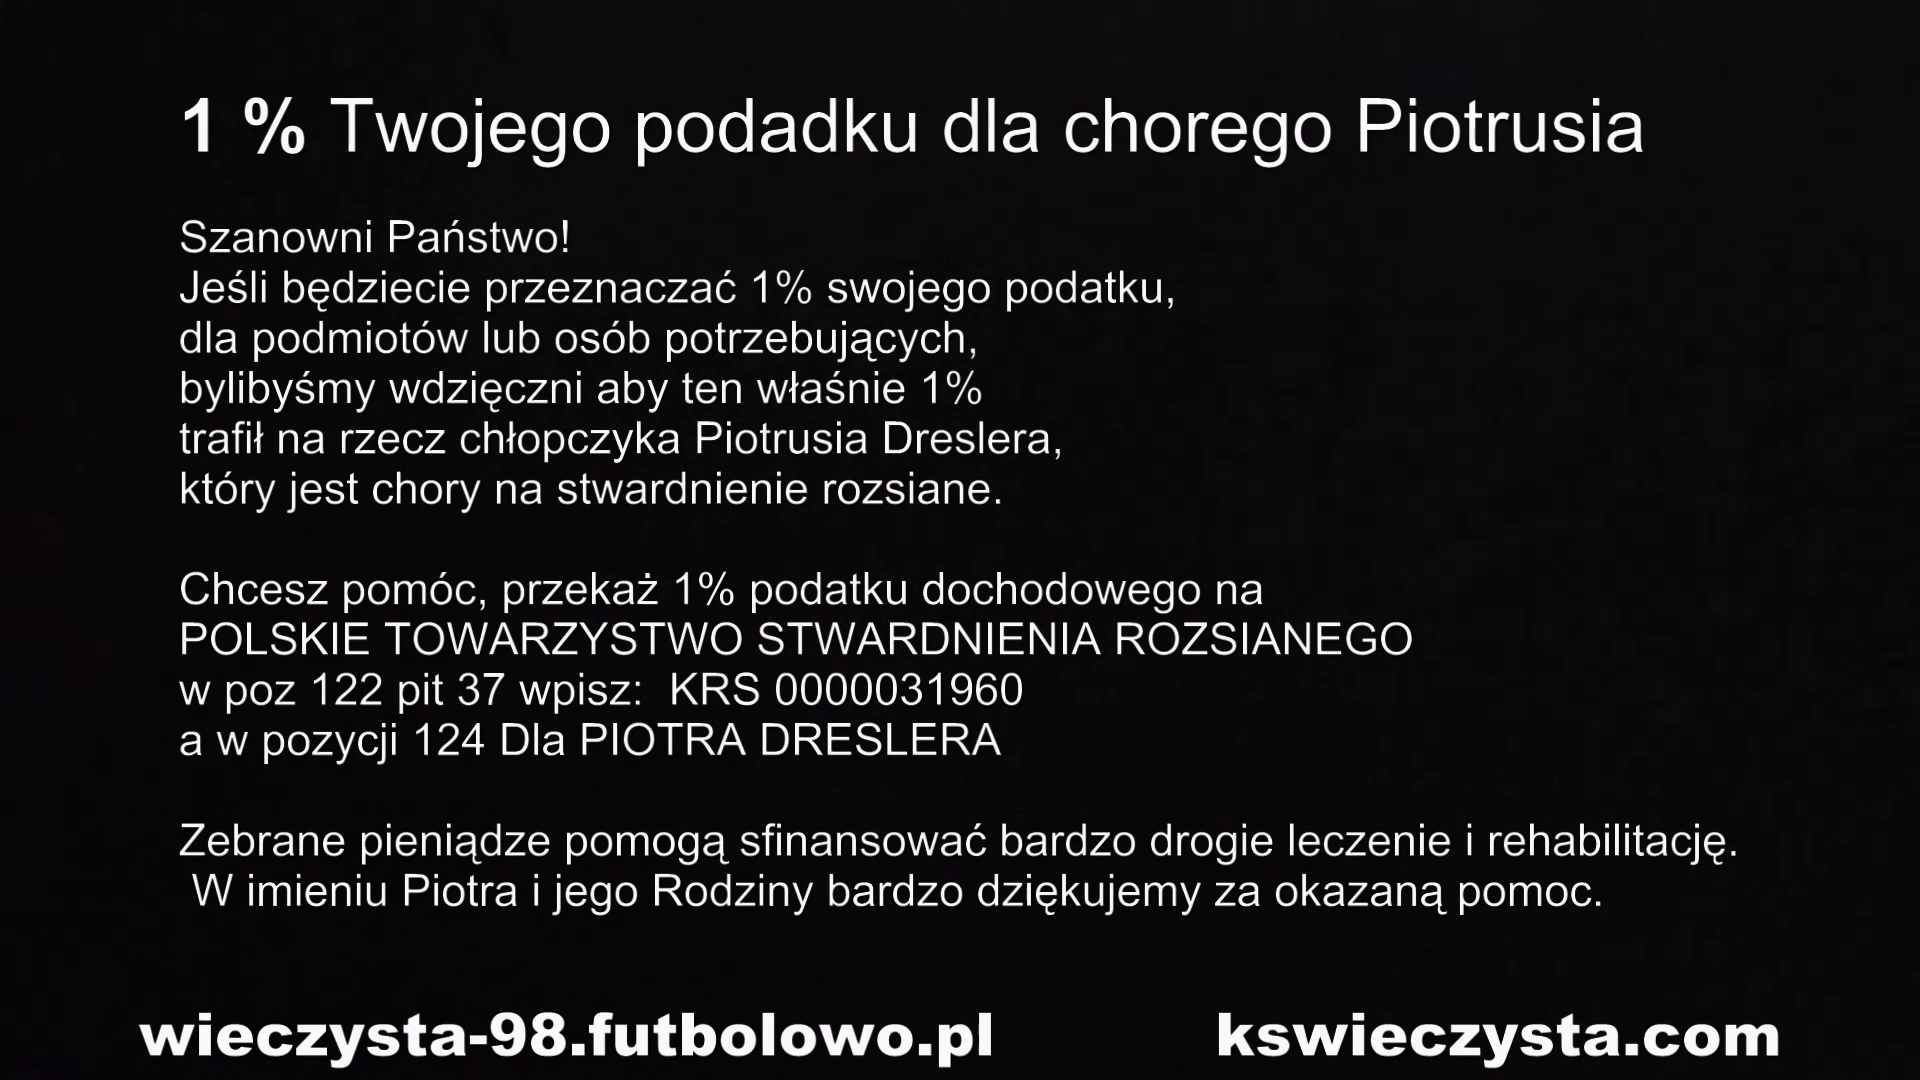 1 % Twojego podadku dla chorego Piotrusia
Szanowni Państwo!
Jeśli będziecie przeznaczać 1% swojego podatku,
dla podmiotów lub osób potrzebujących,
bylibyśmy wdzięczni aby ten właśnie 1%
trafił na rzecz chłopczyka Piotrusia Dreslera,
który jest chory na stwardnienie rozsiane.
Chcesz pomóc, przekaż 1% podatku dochodowego na
POLSKIE TOWARZYSTWO STWARDNIENIA ROZSIANEGO
w poz 122 pit 37 wpisz:  KRS 0000031960
a w pozycji 124 Dla PIOTRA DRESLERA
Zebrane pieniądze pomogą sfinansować bardzo drogie leczenie i rehabilitację.
W imieniu Piotra i jego Rodziny bardzo dziękujemy za okazaną pomoc.
wieczysta-98.futbolowo.pl kswieczysta.com